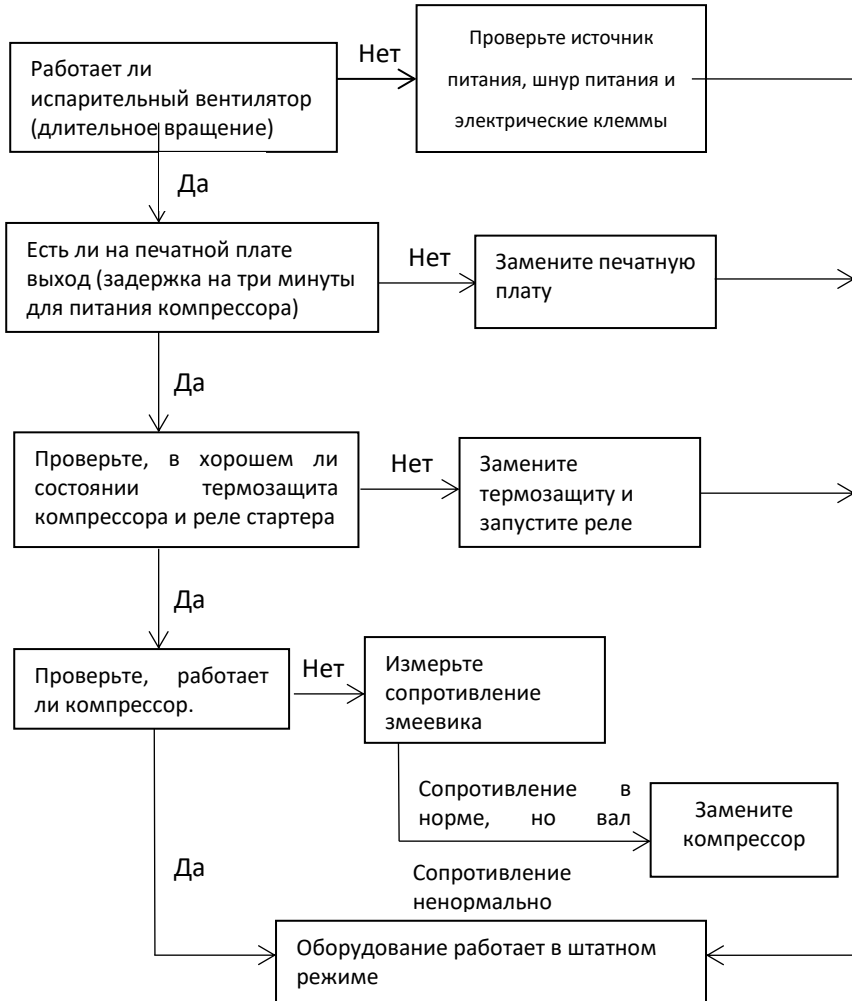 Работает ли
испарительный вентилятор
(длительное вращение)
Нет
Проверьте источник
питания, шнур питания и
электрические клеммы
Да
Есть ли на печатной плате
выход (задержка на три минуты
для питания компрессора)
Нет
Замените печатную
плату
Да
Проверьте, в хорошем ли
состоянии термозащита
компрессора и реле стартера
Нет
Замените
термозащиту и
запустите реле
Да
Проверьте, работает
ли компрессор.
Нет
Измерьте
сопротивление
змеевика
Сопротивление в
норме, но вал
Замените
компрессор
Да
Сопротивление
ненормально
Оборудование работает в штатном
режиме